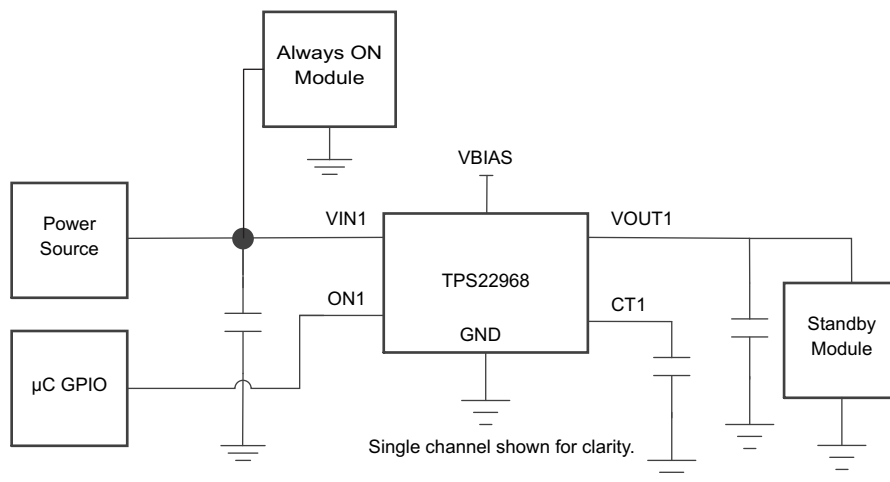 Always ON
Module
VBIAS
Power
Source
VIN1
VOUT1
TPS22968
ON1
CT1
GND
Standby
Module
µC GPIO
Single channel shown for clarity.